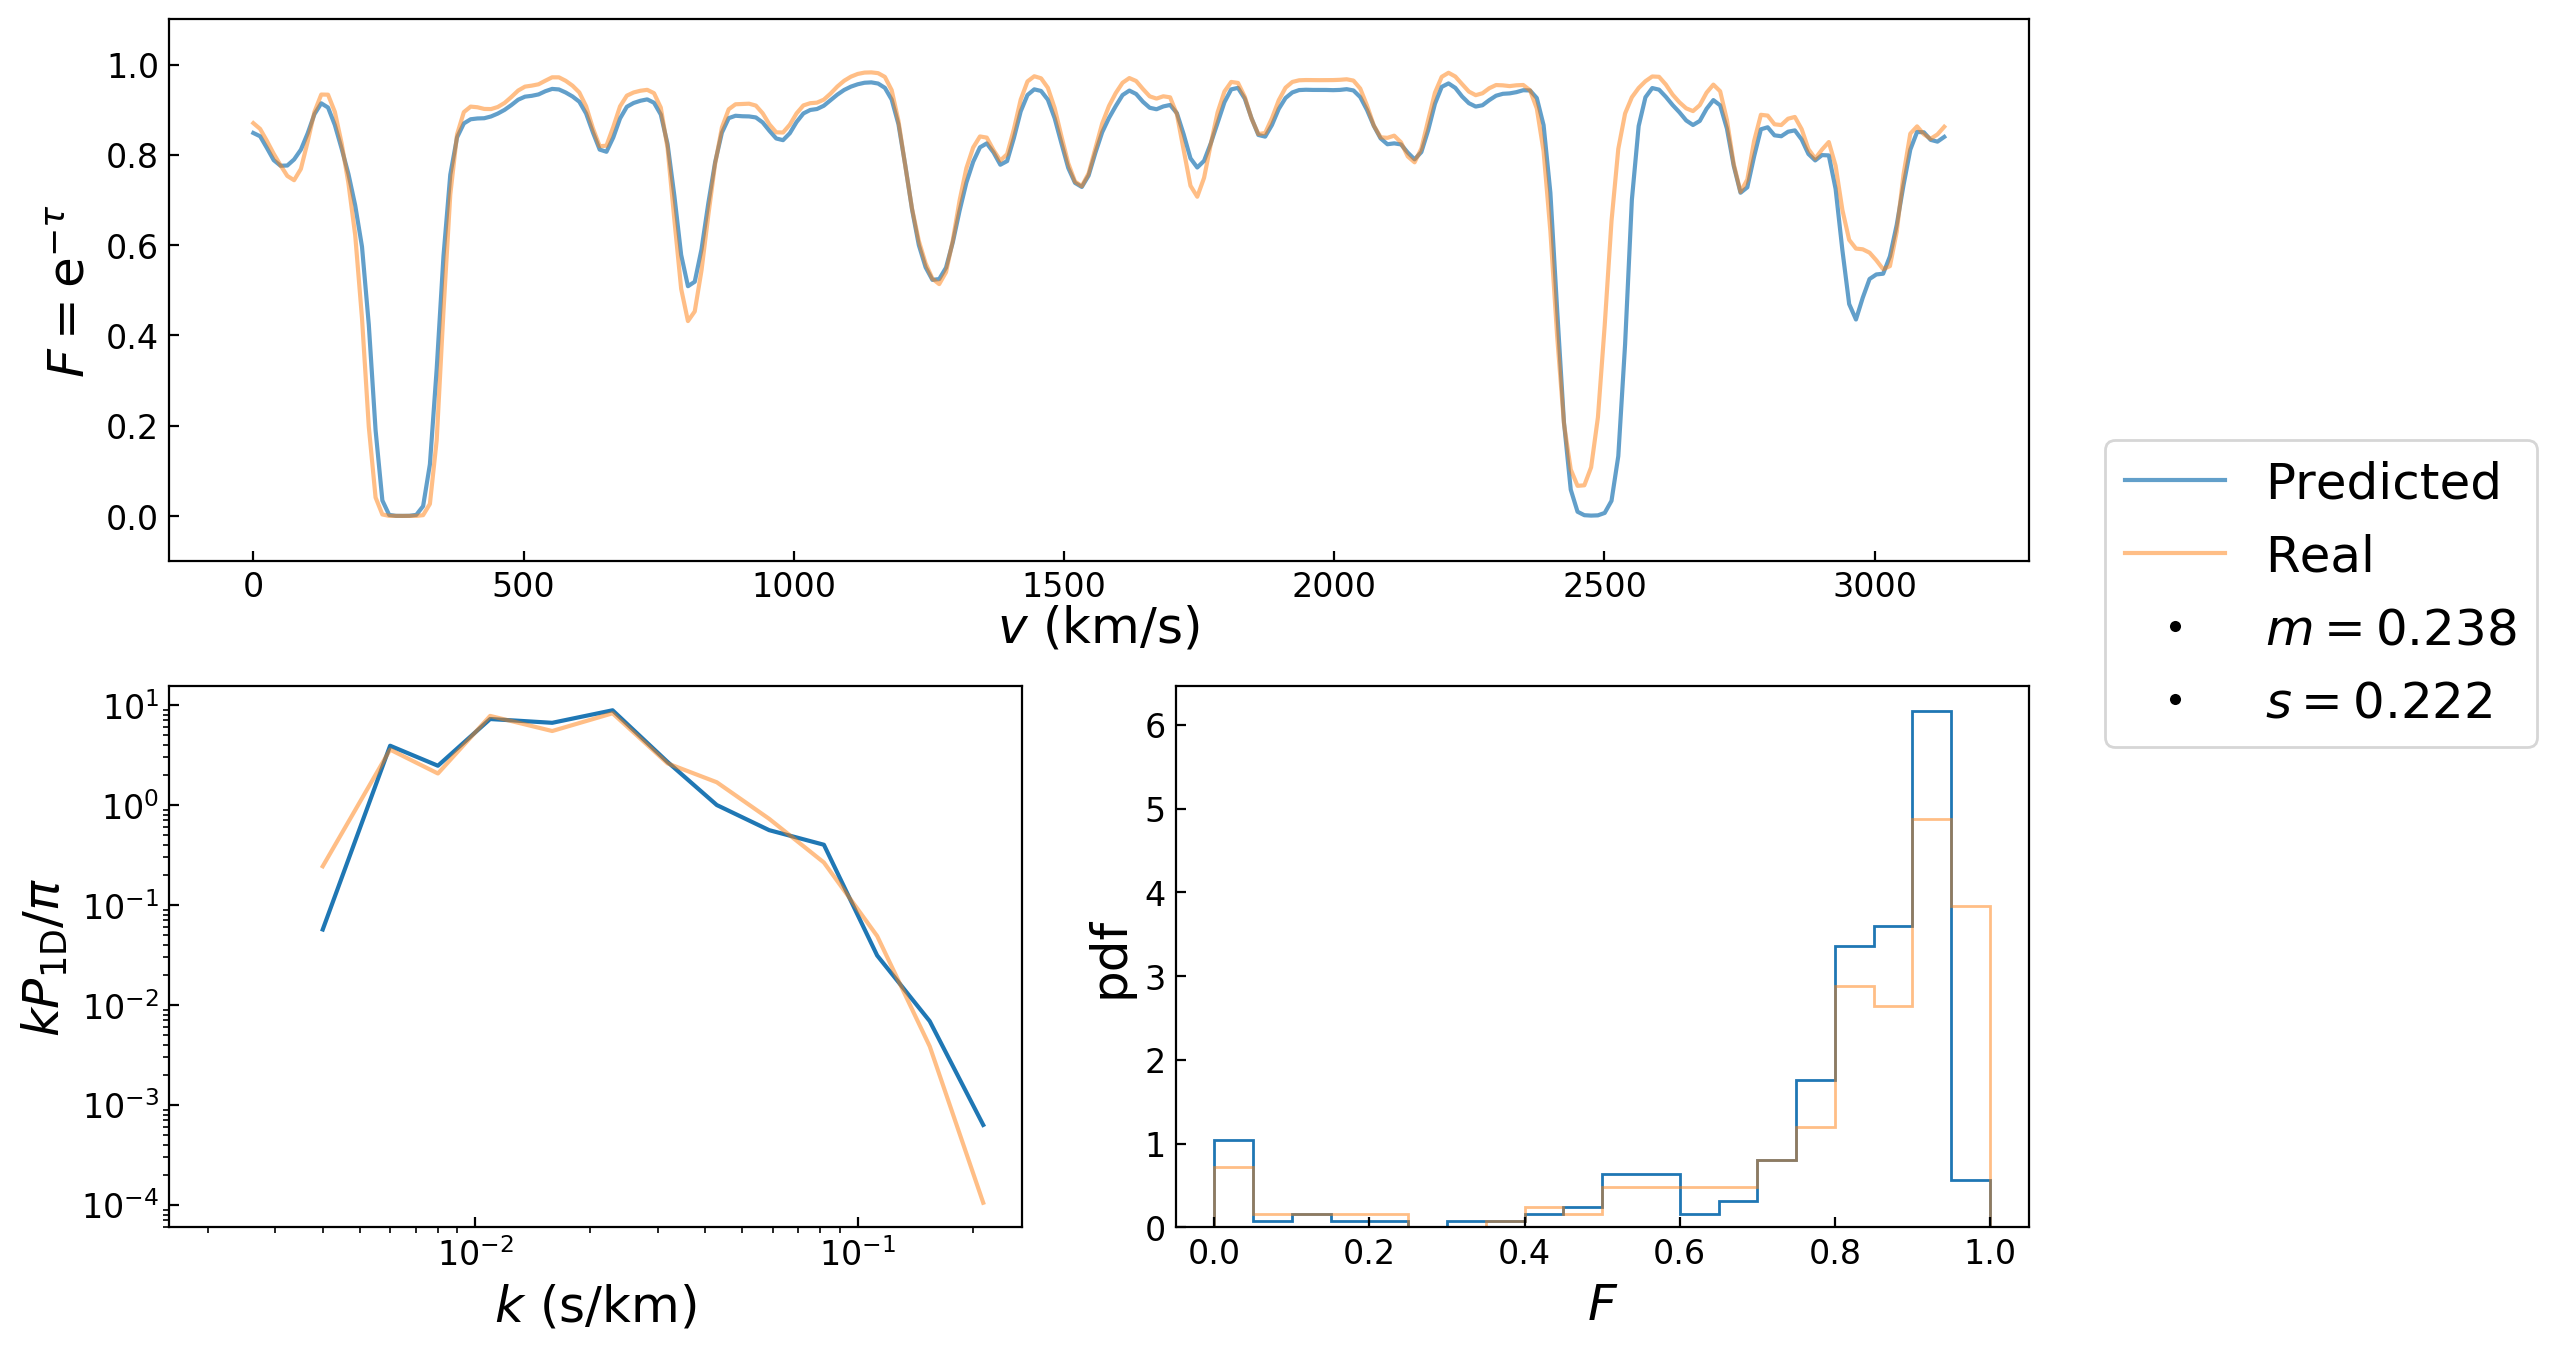 F = e^{−τ}
1.0
0.8
0.6
0.4
0.2
0.0
0 500 1000 1500 2000 2500 3000
v (km/s)
Predicted
Real
m = 0.238
s = 0.222
kP_{1D}/π
10^1
10^0
10^{−1}
10^{−2}
10^{−3}
10^{−4}
10^{−2} 10^{−1}
k (s/km)
pdf
6
5
4
3
2
1
0
0.0 0.2 0.4 0.6 0.8 1.0
F